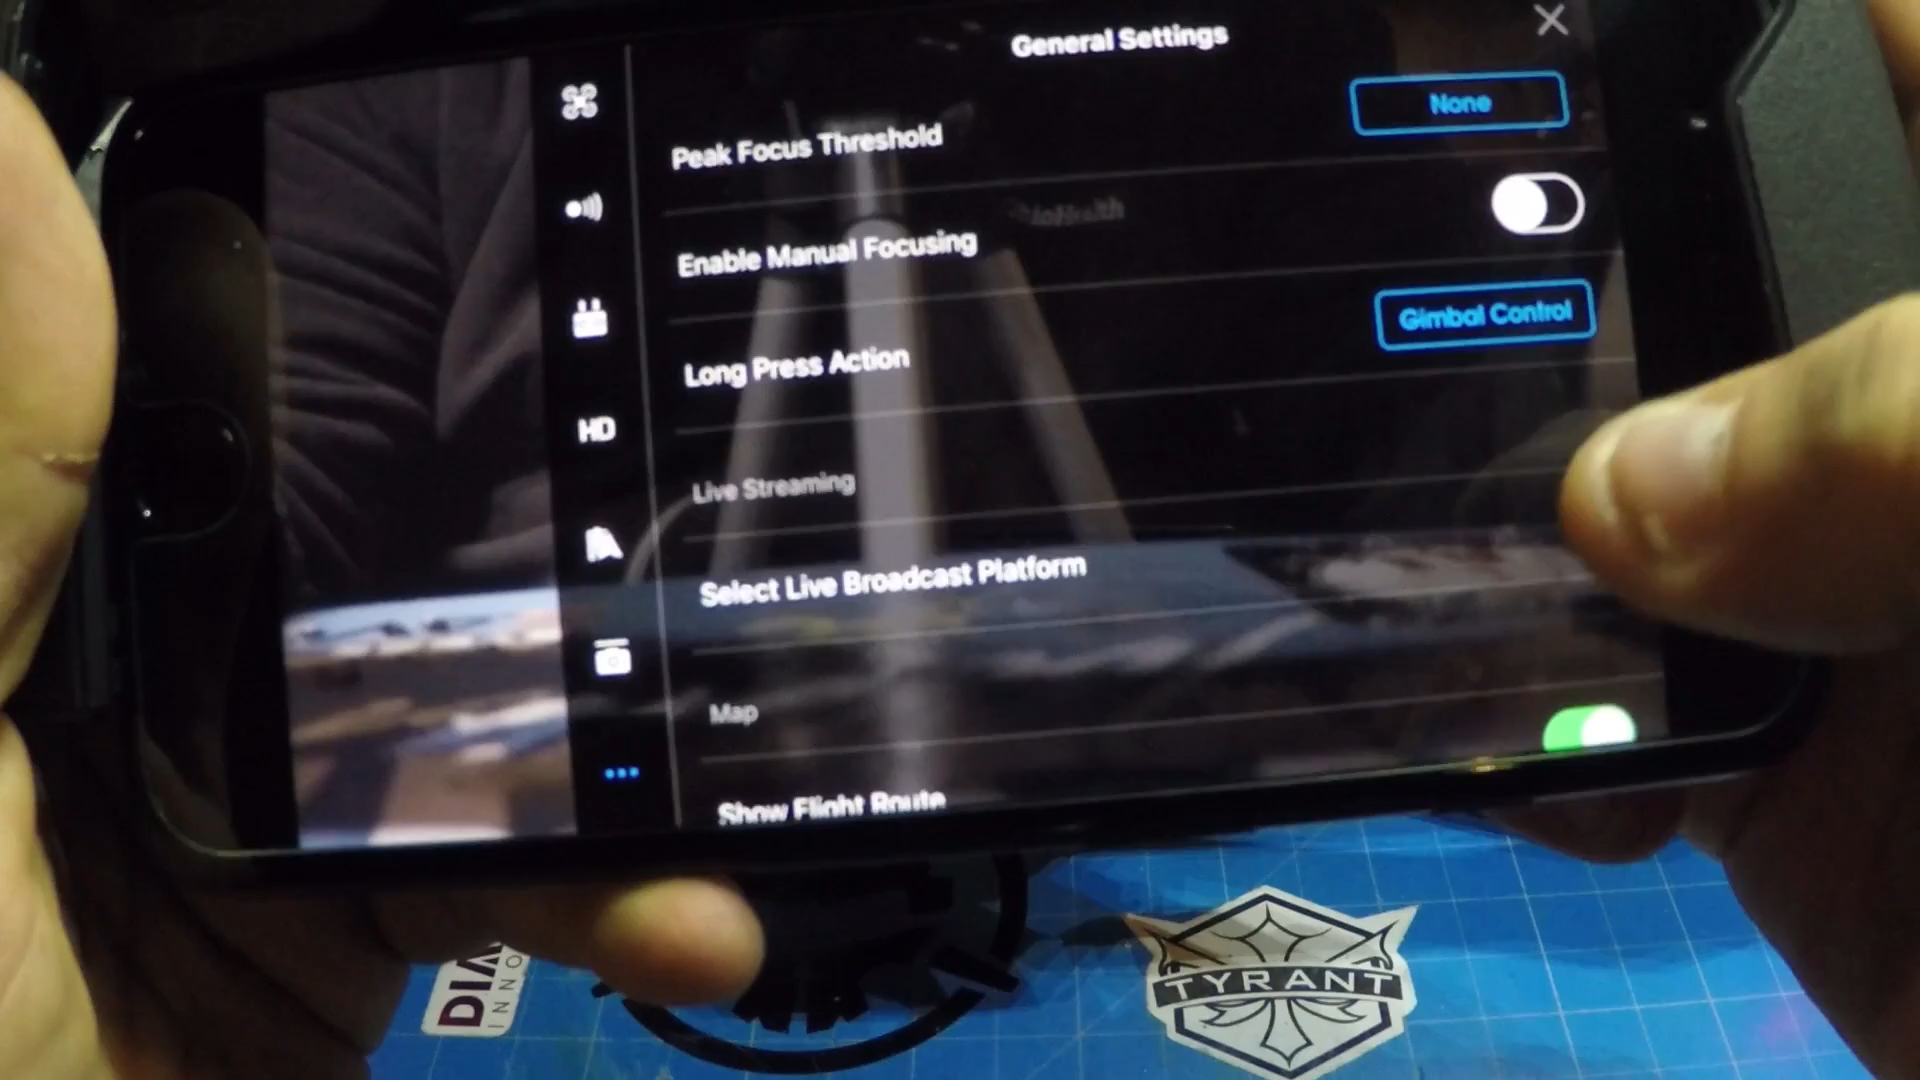 General Settings
Peak Focus Threshold
None
Enable Manual Focusing
Long Press Action
Gimbal Control
HD
Live Streaming
Select Live Broadcast Platform
Map
Show Flight Route
TYRANT